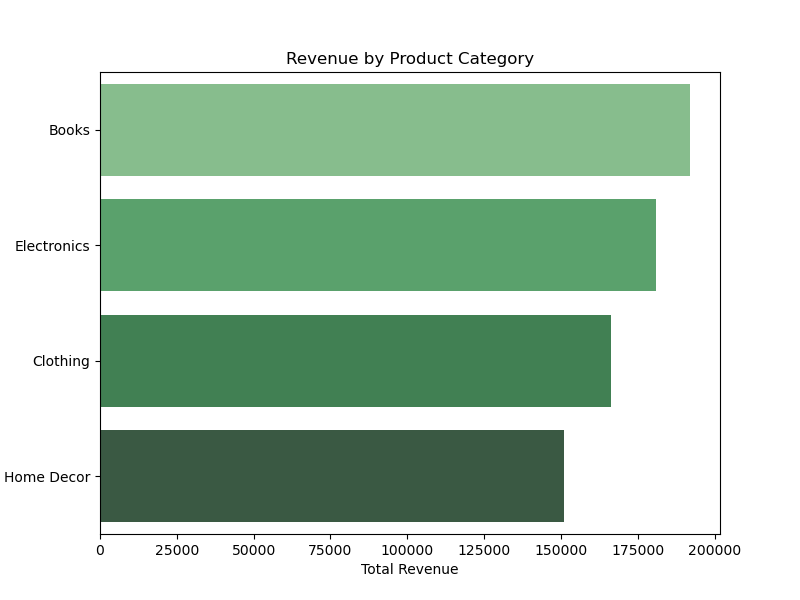 Revenue by Product Category
Books
Electronics
Clothing
Home Decor
0 25000 50000 75000 100000 125000 150000 175000 200000
Total Revenue